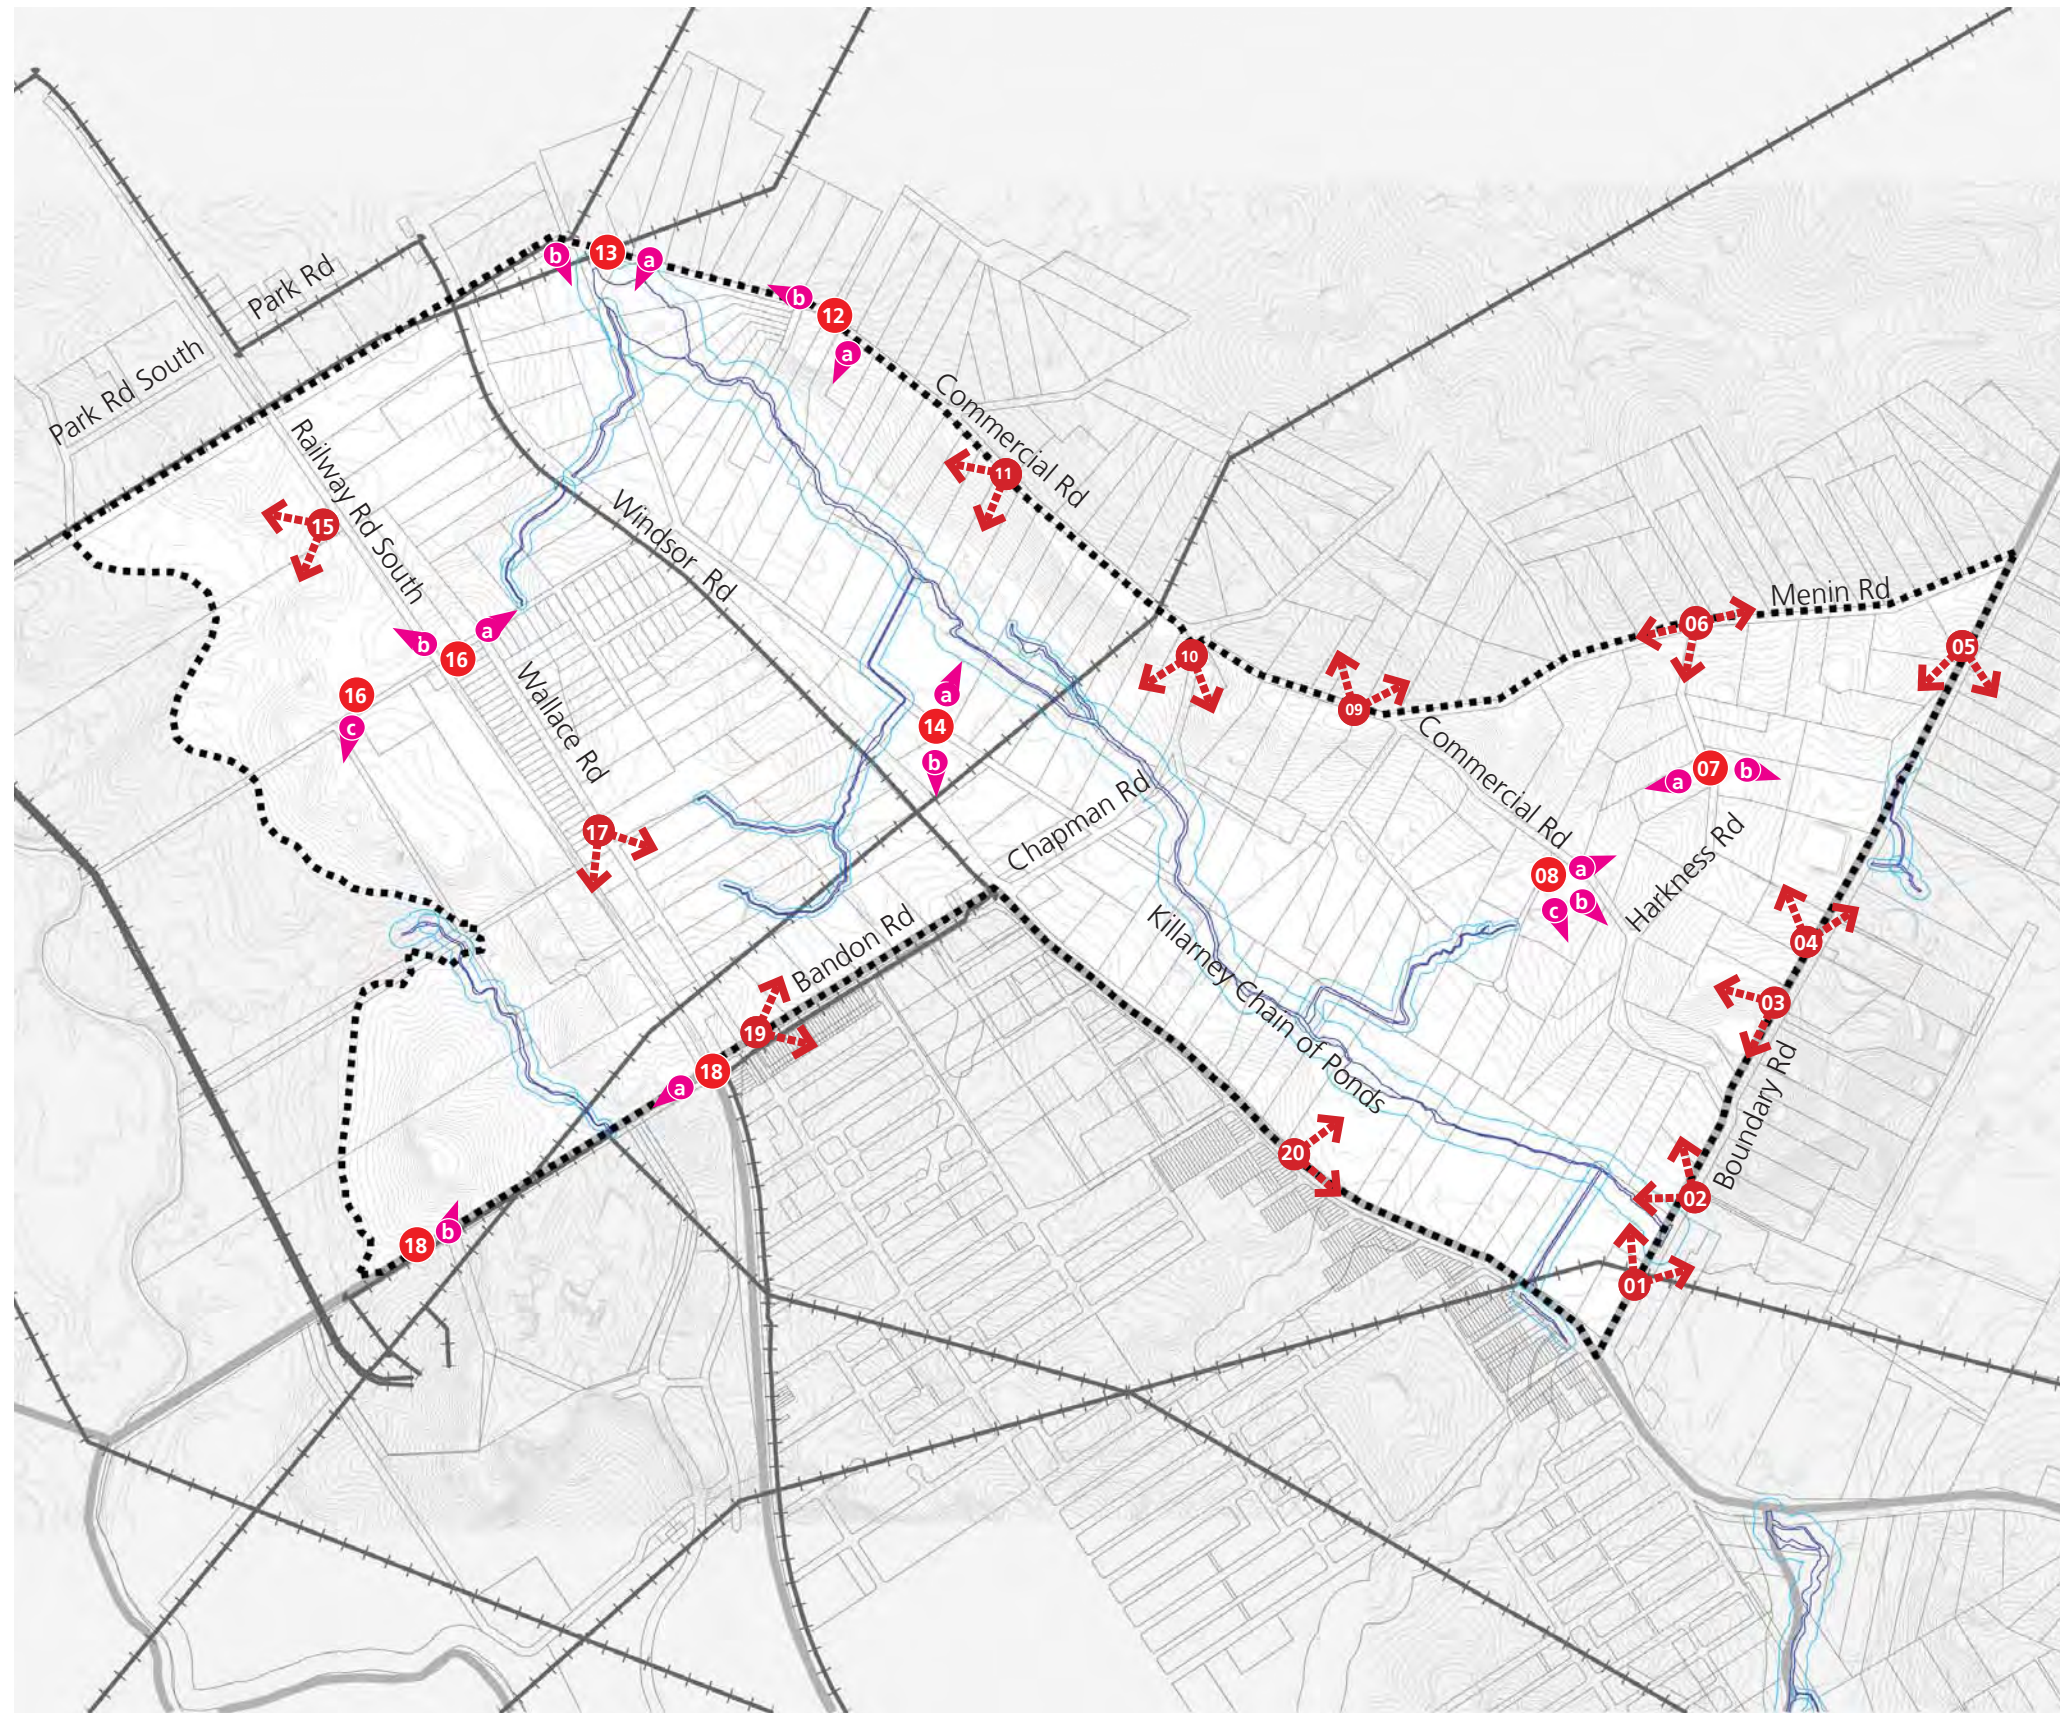 b
13
a
Park Rd
b
12
Park Rd South
a
Commercial Rd
Railway Rd South
11
Windsor Rd
15
Menin Rd
06
a
05
b
16
10
16
a
09
c
Wallace Rd
14
Commercial Rd
b
07
b
a
Chapman Rd
17
Harkness Rd
08
a
b
c
Bandon Rd
Killarney Chain of Ponds
04
03
19
18
a
Boundary Rd
20
02
b
18
01